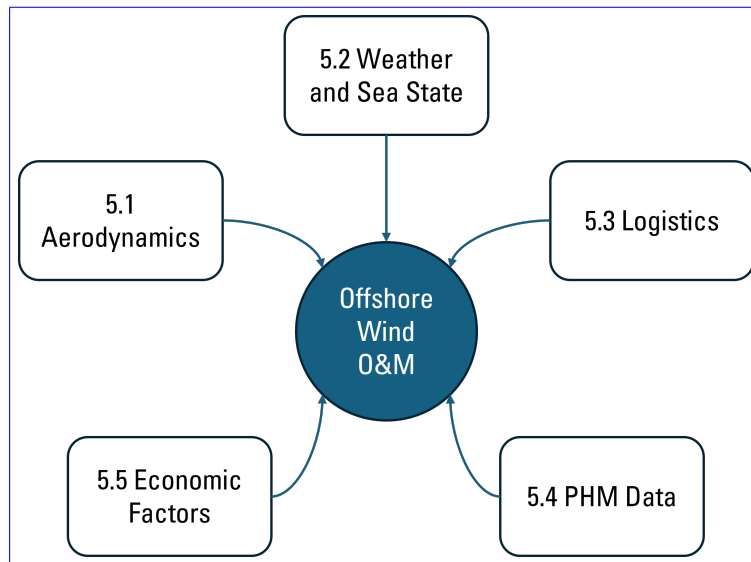 5.2 Weather
and Sea State
5.1
Aerodynamics
5.3 Logistics
Offshore
Wind
O&M
5.5 Economic
Factors
5.4 PHM Data